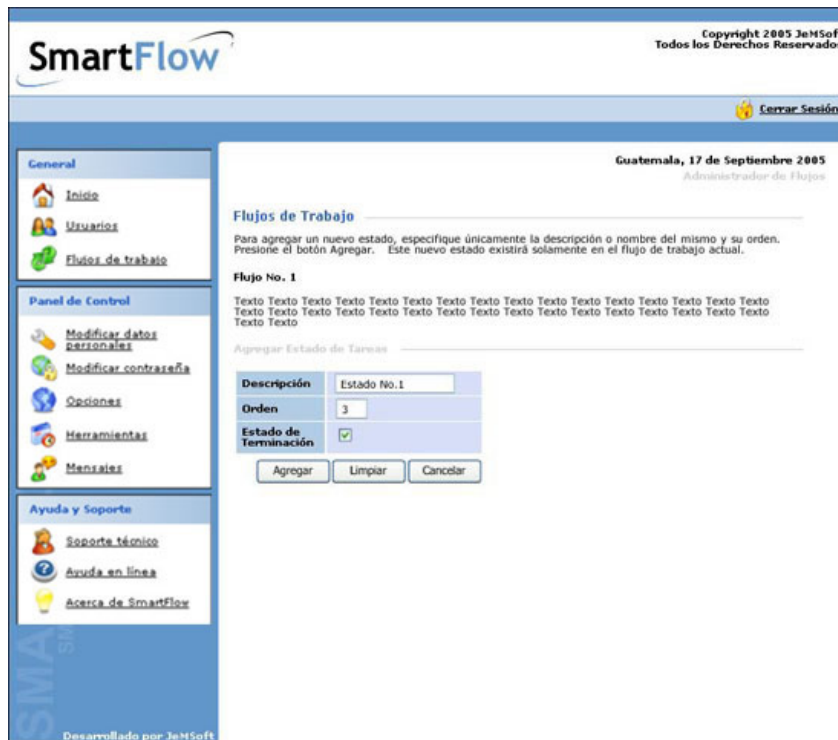 SmartFlow
Copyright 2005 JeMSof
Todos los Derechos Reservado
Cerrar Sesión
General
Inicio
Usuarios
Flujos de trabajo
Panel de Control
Modificar datos
personales
Modificar contraseña
Opciones
Herramientas
Mensajes
Ayuda y Soporte
Soporte técnico
Ayuda en línea
Acerca de SmartFlow
SMA
SM
Desarrollado por JeMSoft
Guatemala, 17 de Septiembre 2005
Administrador de Flujos
Flujos de Trabajo
Para agregar un nuevo estado, especifique únicamente la descripción o nombre del mismo y su orden.
Presione el botón Agregar. Este nuevo estado existirá solamente en el flujo de trabajo actual.
Flujo No. 1
Texto Texto Texto Texto Texto Texto Texto Texto Texto Texto Texto Texto Texto Texto Texto Texto
Texto Texto Texto Texto Texto Texto Texto Texto Texto Texto Texto Texto Texto Texto Texto Texto
Texto Texto
Agregar Estado de Tareas
Descripción Estado No.1
Orden 3
Estado de
Terminación
Agregar Limpiar Cancelar